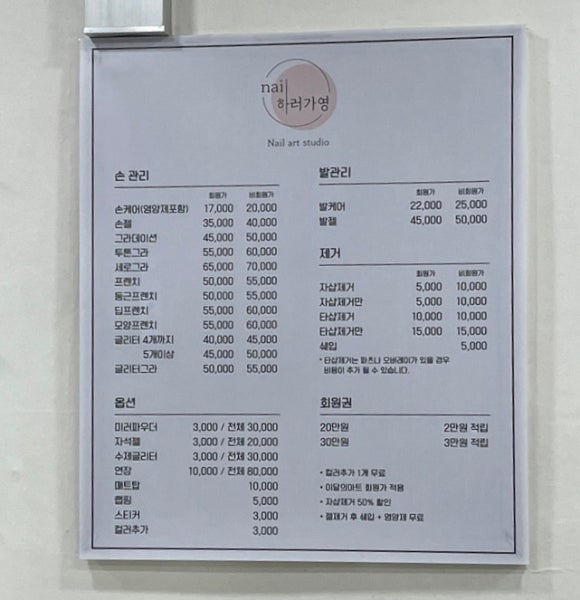 nail
하러가영
Nail art studio
손 관리
회원가 비회원가
손케어(영양제포함) 17,000 20,000
손젤 35,000 40,000
그라데이션 45,000 50,000
투톤그라 55,000 60,000
세로그라 65,000 70,000
프렌치 50,000 55,000
둥근프렌치 50,000 55,000
딥프렌치 55,000 60,000
모양프렌치 55,000 60,000
글리터 4개까지 40,000 45,000
5개이상 45,000 50,000
글리터그라 50,000 55,000
옵션
미러파우더 3,000 / 전체 30,000
자석젤 3,000 / 전체 20,000
수제글리터 3,000 / 전체 30,000
연장 10,000 / 전체 80,000
매트탑 10,000
랩핑 5,000
스티커 3,000
컬러추가 3,000
발관리
회원가 비회원가
발케어 22,000 25,000
발젤 45,000 50,000
제거
회원가 비회원가
자샵제거 5,000 10,000
자샵제거만 5,000 10,000
타샵제거 10,000 10,000
타샵제거만 15,000 15,000
쉐입 5,000
* 타샵제거는 파츠나 오버레이가 있을 경우
비용이 추가 될 수 있습니다.
회원권
20만원 2만원 적립
30만원 3만원 적립
• 컬러추가 1개 무료
• 이달의아트 회원가 적용
• 자샵제거 50% 할인
• 젤제거 후 쉐입 + 영양제 무료